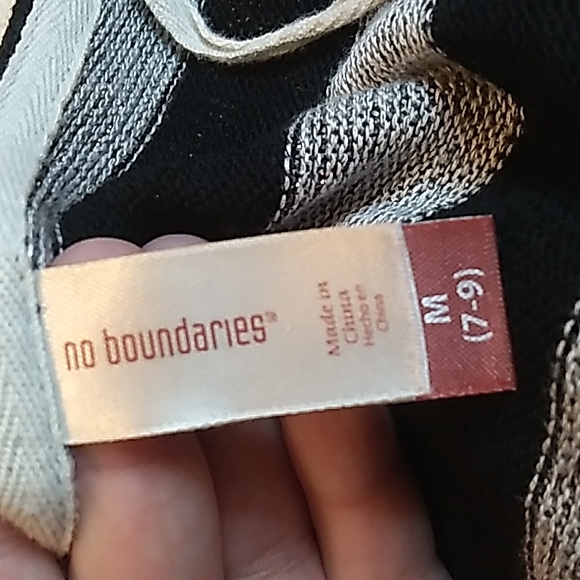 no boundaries®
Made in
China
Hecho en
China
M
(7-9)